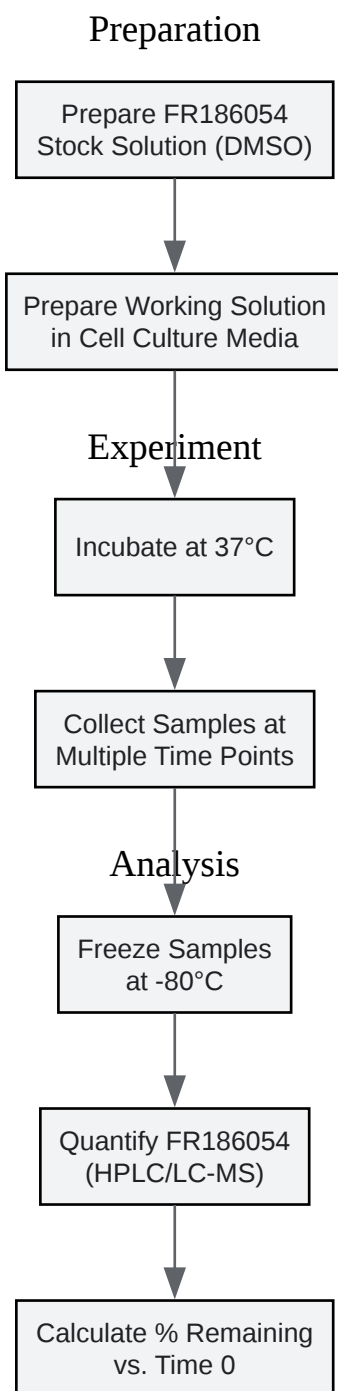 Preparation
Prepare FR186054
Stock Solution (DMSO)
Prepare Working Solution
in Cell Culture Media
Experiment
Incubate at 37°C
Collect Samples at
Multiple Time Points
Analysis
Freeze Samples
at -80°C
Quantify FR186054
(HPLC/LC-MS)
Calculate % Remaining
vs. Time 0